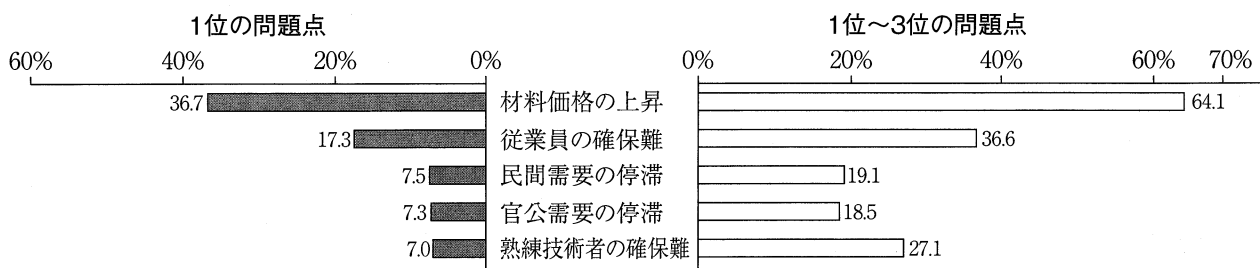 1位の問題点 1位～3位の問題点
60% 40% 20% 0% 0% 20% 40% 60% 70%
36.7 材料価格の上昇 64.1
17.3 従業員の確保難 36.6
7.5 民間需要の停滞 19.1
7.3 官公需要の停滞 18.5
7.0 熟練技術者の確保難 27.1